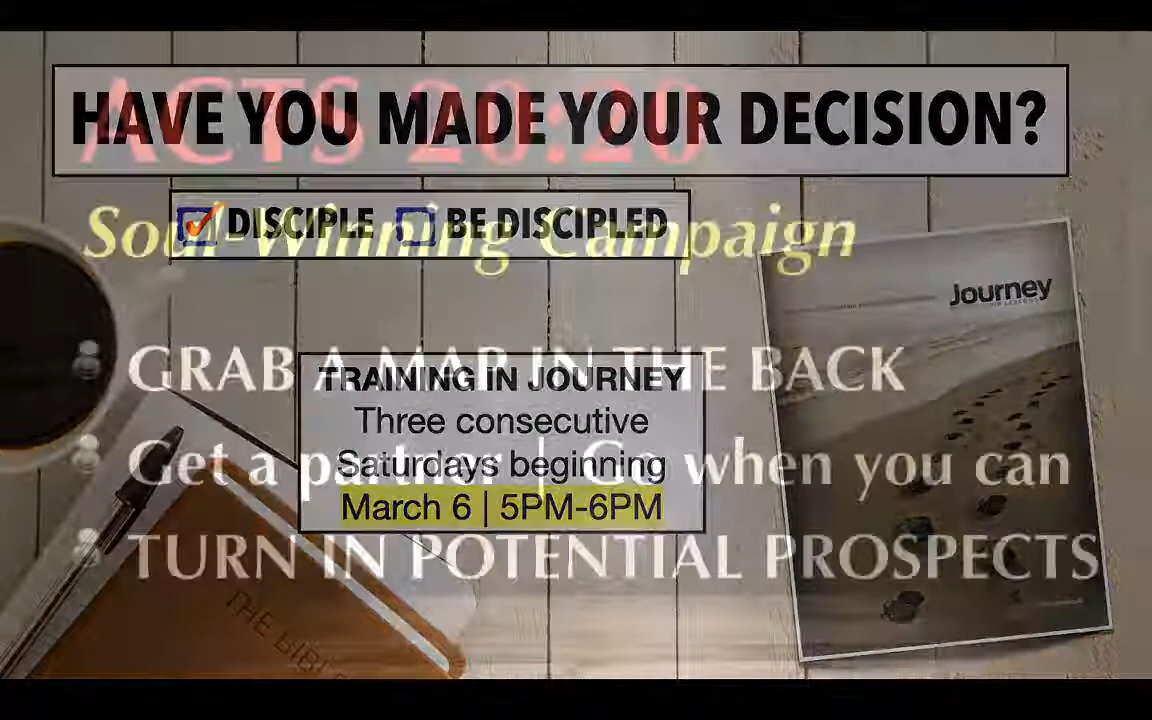 HAVE YOU MADE YOUR DECISION?
ACTS 20:20
DISCIPLE BE DISCIPLED
Soul-Winning Campaign
Journey
GRAB A MAP IN THE BACK
TRAINING IN JOURNEY
Three consecutive
Saturdays beginning
March 6 | 5PM-6PM
Get a partner | Go when you can
TURN IN POTENTIAL PROSPECTS
THE BIBLE